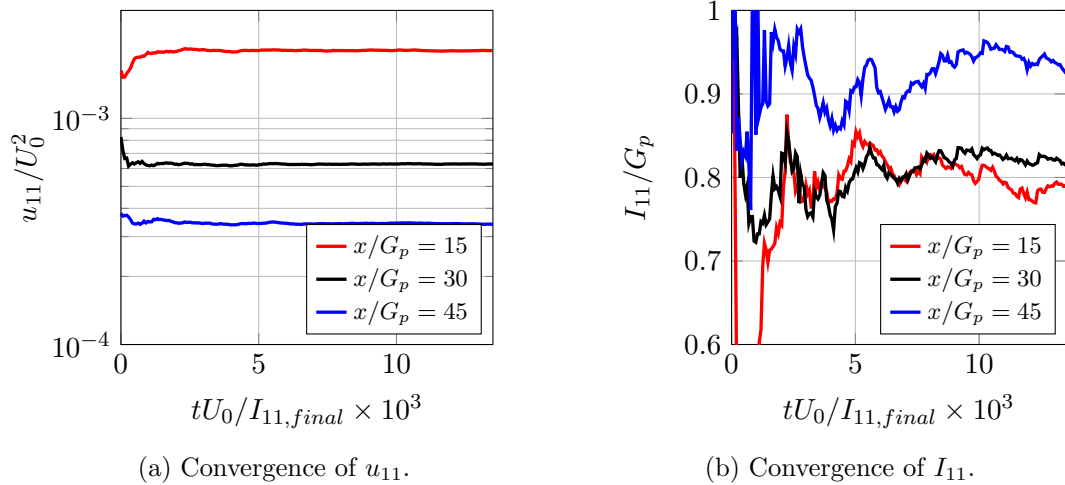 10^{-3}
10^{-4}
u_{11}/U_0^2
x/G_p = 15
x/G_p = 30
x/G_p = 45
0 5 10
tU_0/I_{11,final} × 10^3
(a) Convergence of u_{11}.
1
0.9
0.8
0.7
0.6
I_{11}/G_p
x/G_p = 15
x/G_p = 30
x/G_p = 45
0 5 10
tU_0/I_{11,final} × 10^3
(b) Convergence of I_{11}.